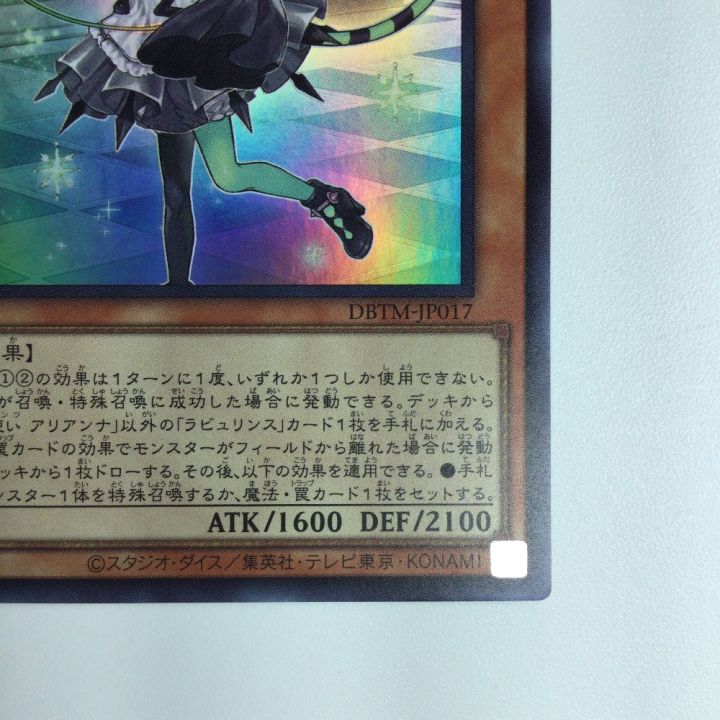 DBTM-JP017
果】
①②の効果は1ターンに1度、いずれか1つしか使用できない。
が召喚・特殊召喚に成功した場合に発動できる。デッキから
使い アリアンナ」以外の「ラビュリンス」カード1枚を手札に加える。
罠カードの効果でモンスターがフィールドから離れた場合に発動
ッキから1枚ドローする。その後、以下の効果を適用できる。●手札
ンスター1体を特殊召喚するか、魔法・罠カード1枚をセットする。
ATK/1600 DEF/2100
©スタジオ・ダイス/集英社・テレビ東京・KONAMI